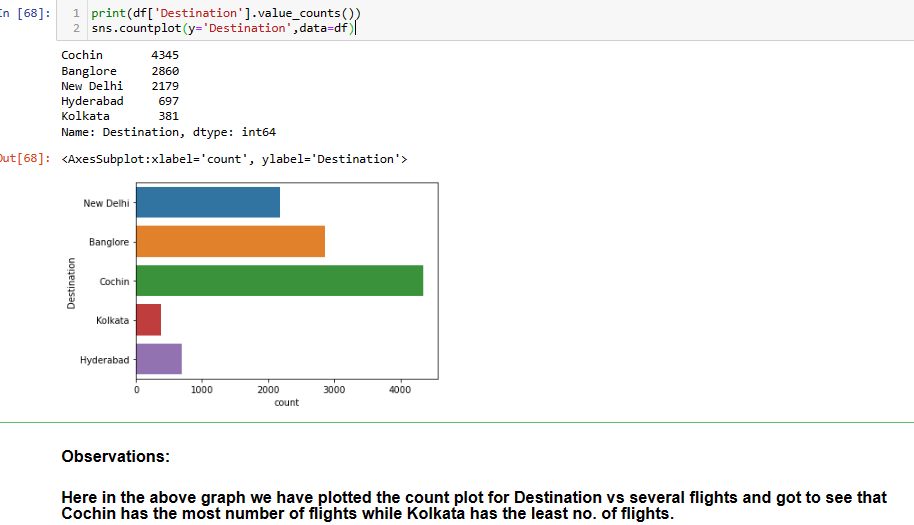 In [68]:
1 print(df['Destination'].value_counts())
2 sns.countplot(y='Destination',data=df)
Cochin 4345
Banglore 2860
New Delhi 2179
Hyderabad 697
Kolkata 381
Name: Destination, dtype: int64
Out[68]: <AxesSubplot:xlabel='count', ylabel='Destination'>
New Delhi
Banglore
Cochin
Kolkata
Hyderabad
Destination
0 1000 2000 3000 4000
count
Observations:
Here in the above graph we have plotted the count plot for Destination vs several flights and got to see that
Cochin has the most number of flights while Kolkata has the least no. of flights.